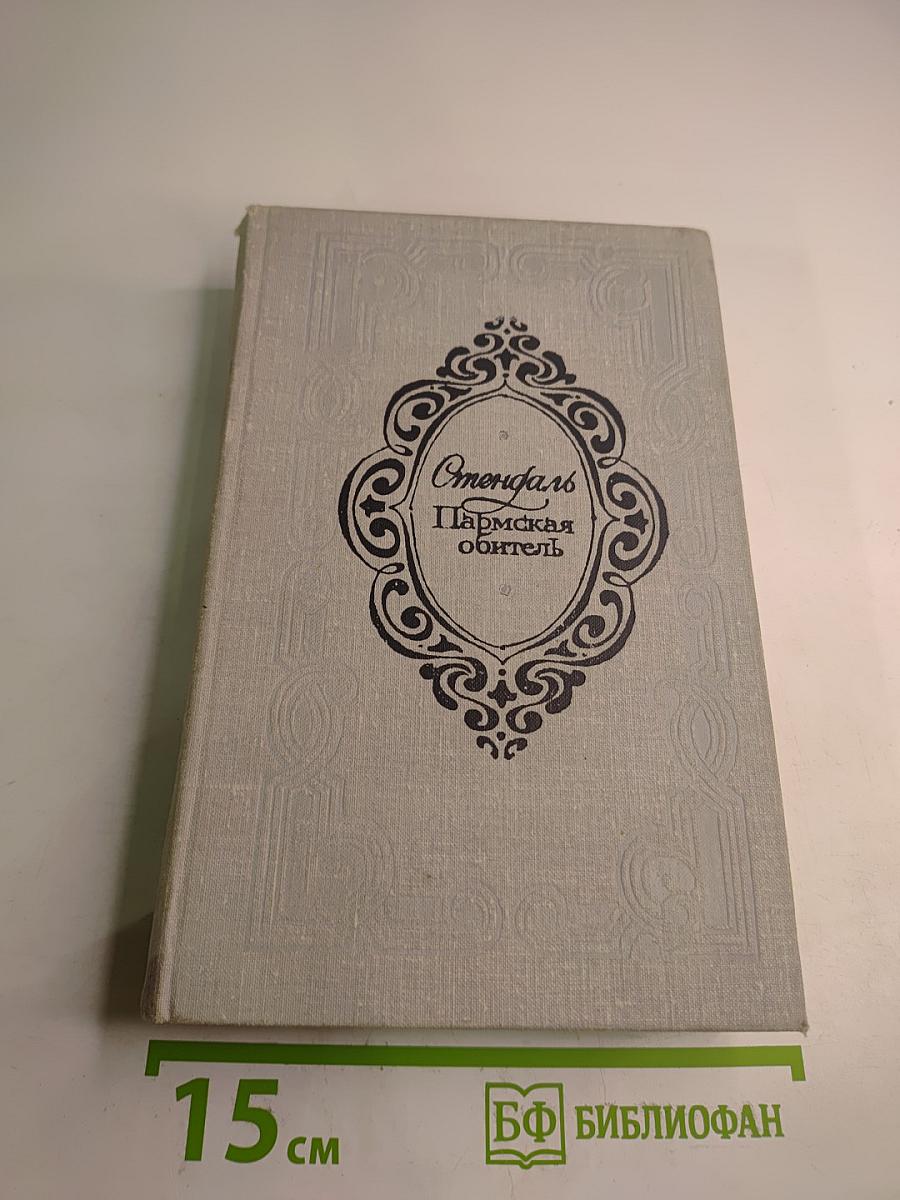 Стендаль
Пармская
обитель
15 см
БФ БИБЛИОФАН